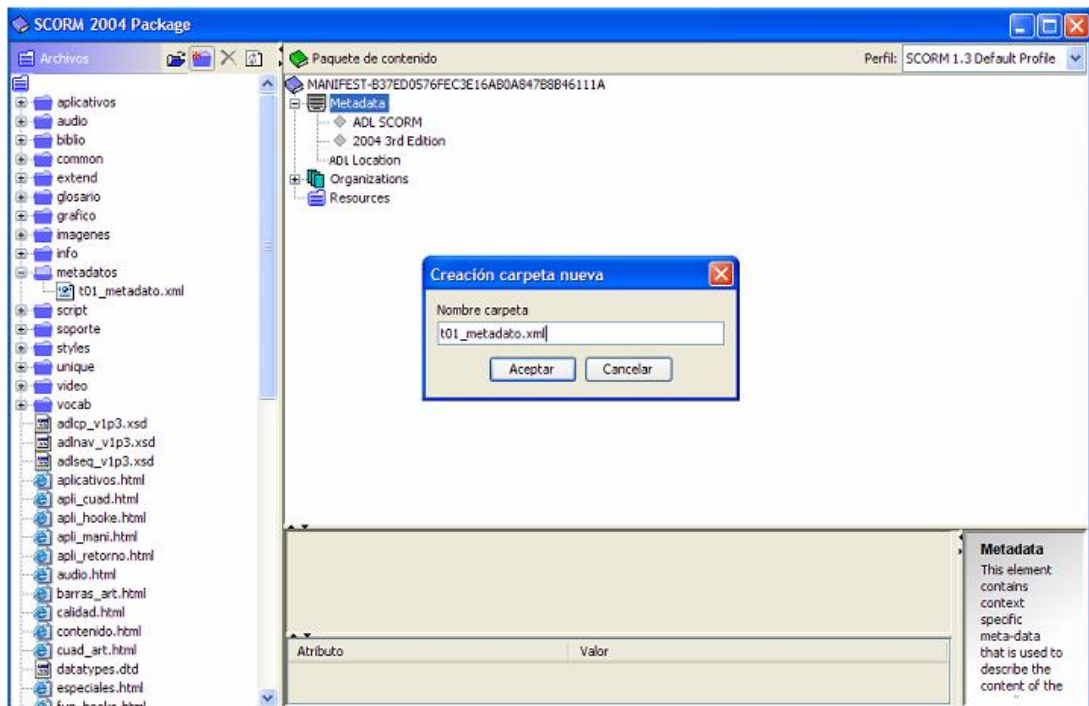 SCORM 2004 Package
Archivos
Paquete de contenido
Perfil: SCORM 1.3 Default Profile
aplicativos
audio
biblio
common
extend
glosario
grafico
imagenes
info
metadatos
t01_metadato.xml
script
soporte
styles
unique
video
vocab
adlcp_v1p3.xsd
adlnav_v1p3.xsd
adlseq_v1p3.xsd
aplicativos.html
apli_cuad.html
apli_hooke.html
apli_mani.html
apli_retorno.html
audio.html
barras_art.html
calidad.html
contenido.html
cuad_art.html
datatypes.dtd
especiales.html
MANIFEST-B37ED0576FEC3E16AB0A847B8B46111A
Metadata
ADL SCORM
2004 3rd Edition
ADL Location
Organizations
Resources
Creación carpeta nueva
Nombre carpeta
t01_metadato.xml
Aceptar Cancelar
Atributo Valor
Metadata
This element
contains
context
specific
meta-data
that is used to
describe the
content of the